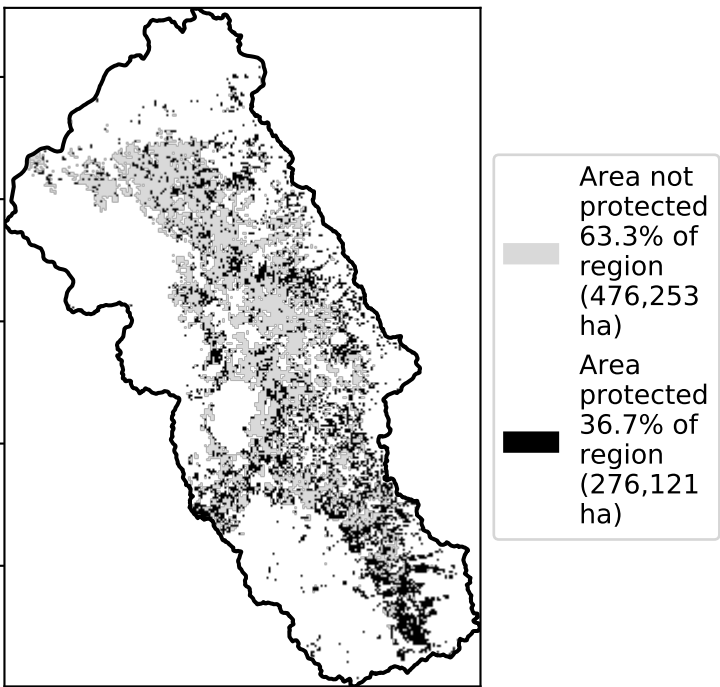 Area not
protected
63.3% of
region
(476,253
ha)
Area
protected
36.7% of
region
(276,121
ha)